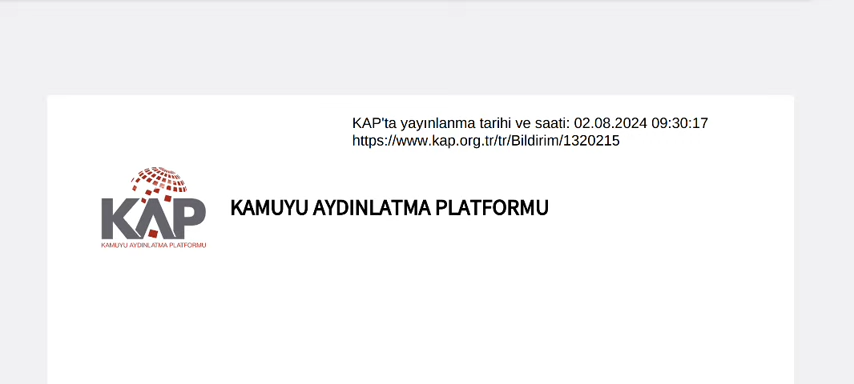 KAP'ta yayınlanma tarihi ve saati: 02.08.2024 09:30:17
https://www.kap.org.tr/tr/Bildirim/1320215
KAP
KAMUYU AYDINLATMA PLATFORMU
KAMUYU AYDINLATMA PLATFORMU